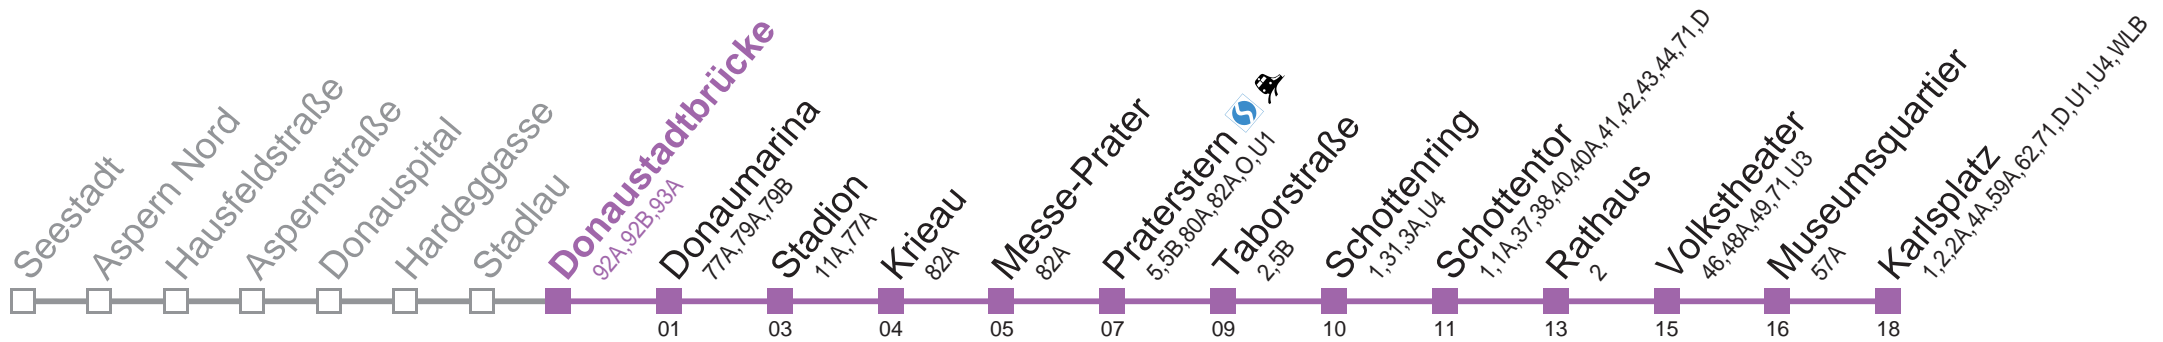 Seestadt
Aspern Nord
Hausfeldstraße
Aspernstraße
Donauspital
Hardeggasse
Stadlau
Donaustadtbrücke
92A,92B,93A
Donaumarina
77A,79A,79B
01
Stadion
11A,77A
03
Krieau
82A
04
Messe-Prater
82A
05
Praterstern
5,5B,80A,82A,O,U1
07
Taborstraße
2,5B
09
Schottenring
1,31,3A,U4
10
Schottentor
1,1A,37,38,40,40A,41,42,43,44,71,D
11
Rathaus
2
13
Volkstheater
46,48A,49,71,U3
15
Museumsquartier
57A
16
Karlsplatz
1,2,2A,4A,59A,62,71,D,U1,U4,WLB
18